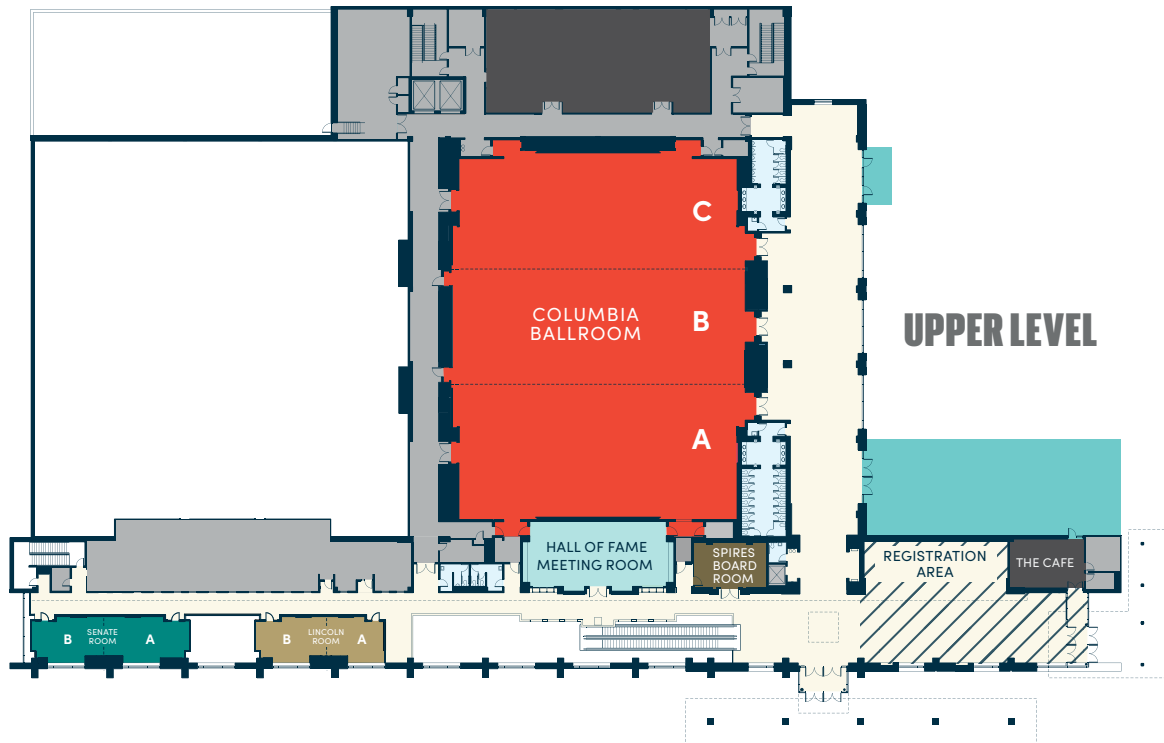 C
COLUMBIA
BALLROOM
B
UPPER LEVEL
A
HALL OF FAME
MEETING ROOM
SPIRES
BOARD
ROOM
REGISTRATION
AREA
THE CAFE
B
SENATE
ROOM
A
B
LINCOLN
ROOM
A